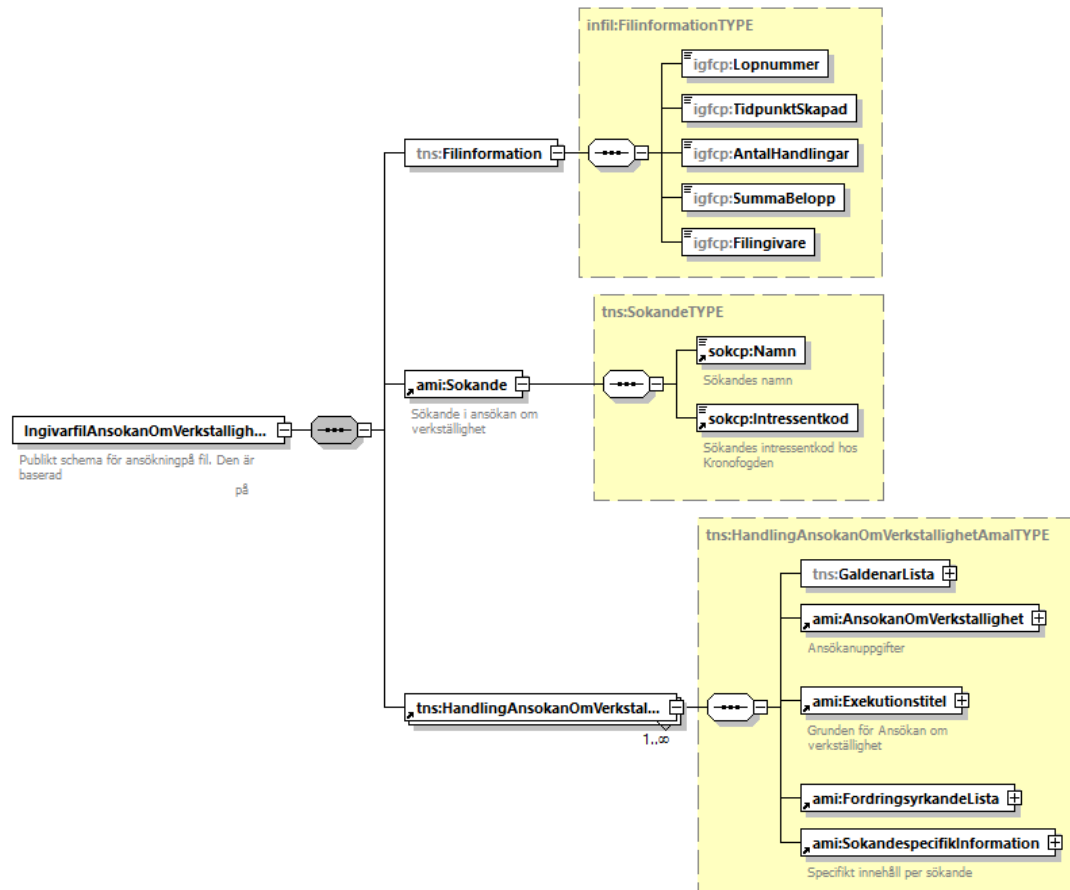 infil:FilinformationTYPE
igfcp:Lopnummer
igfcp:TidpunktSkapad
tns:Filinformation
igfcp:AntalHandlingar
igfcp:SummaBelopp
igfcp:Filingivare
tns:SokandeTYPE
sokcp:Namn
Sökandes namn
ami:Sokande
Sökande i ansökan om
verkställighet
sokcp:Intressentkod
Sökandes intressentkod hos
Kronofogden
IngivarfilAnsokanOmVerkstalligh...
Publikt schema för ansökningpå fil. Den är
baserad
på
tns:HandlingAnsokanOmVerkstallighetAmalTYPE
tns:GaldenarLista
ami:AnsokanOmVerkstallighet
Ansökanuppgifter
tns:HandlingAnsokanOmVerkstal...
1..∞
ami:Exekutionstitel
Grunden för Ansökan om
verkställighet
ami:FordringsyrkandeLista
ami:SokandespecifikInformation
Specifikt innehåll per sökande